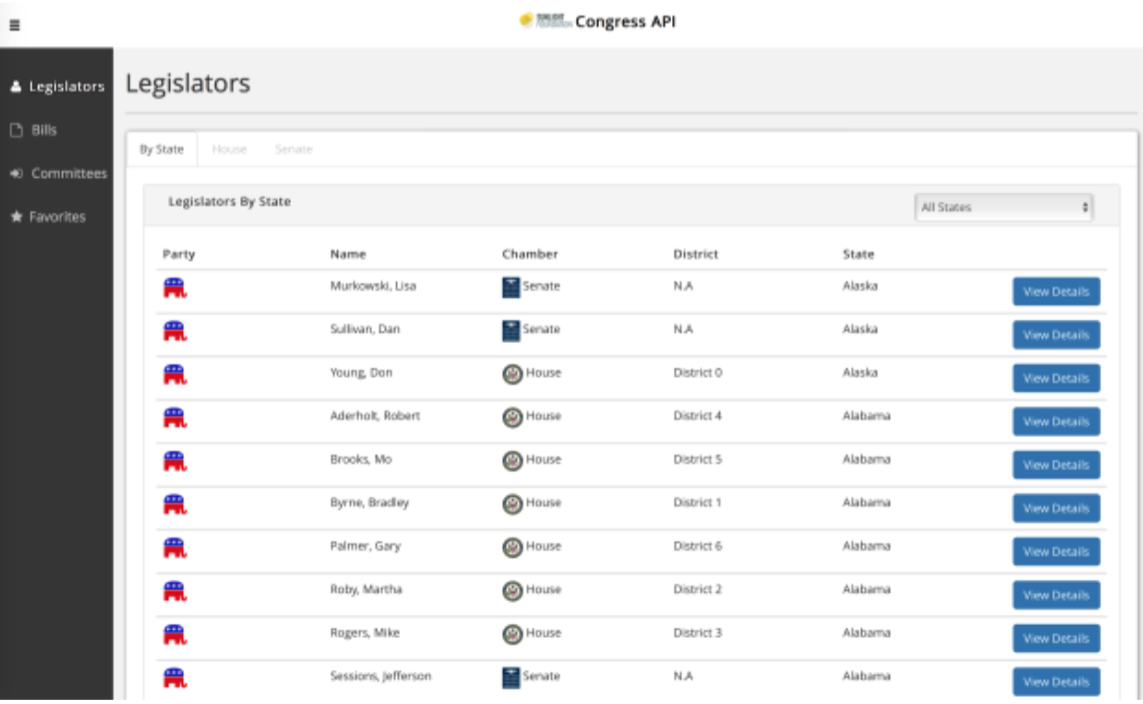 Congress API
Legislators
Bills
Committees
Favorites
Legislators
By State House Senate
Legislators By State All States
Party Name Chamber District State
Murkowski, Lisa Senate N.A Alaska View Details
Sullivan, Dan Senate N.A Alaska View Details
Young, Don House District 0 Alaska View Details
Aderholt, Robert House District 4 Alabama View Details
Brooks, Mo House District 5 Alabama View Details
Byrne, Bradley House District 1 Alabama View Details
Palmer, Gary House District 6 Alabama View Details
Roby, Martha House District 2 Alabama View Details
Rogers, Mike House District 3 Alabama View Details
Sessions, Jefferson Senate N.A Alabama View Details